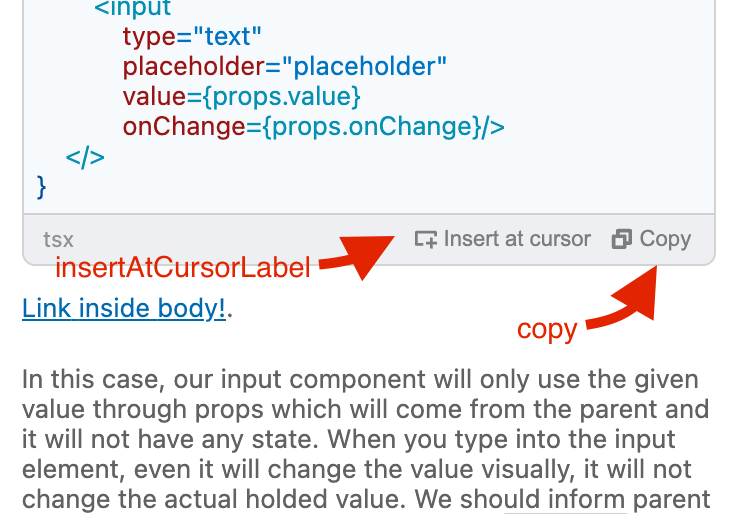 <input
type="text"
placeholder="placeholder"
value={props.value}
onChange={props.onChange}/>
</>
}
tsx
Insert at cursor
Copy
insertAtCursorLabel
Link inside body!.
copy
In this case, our input component will only use the given
value through props which will come from the parent and
it will not have any state. When you type into the input
element, even it will change the value visually, it will not
change the actual holded value. We should inform parent